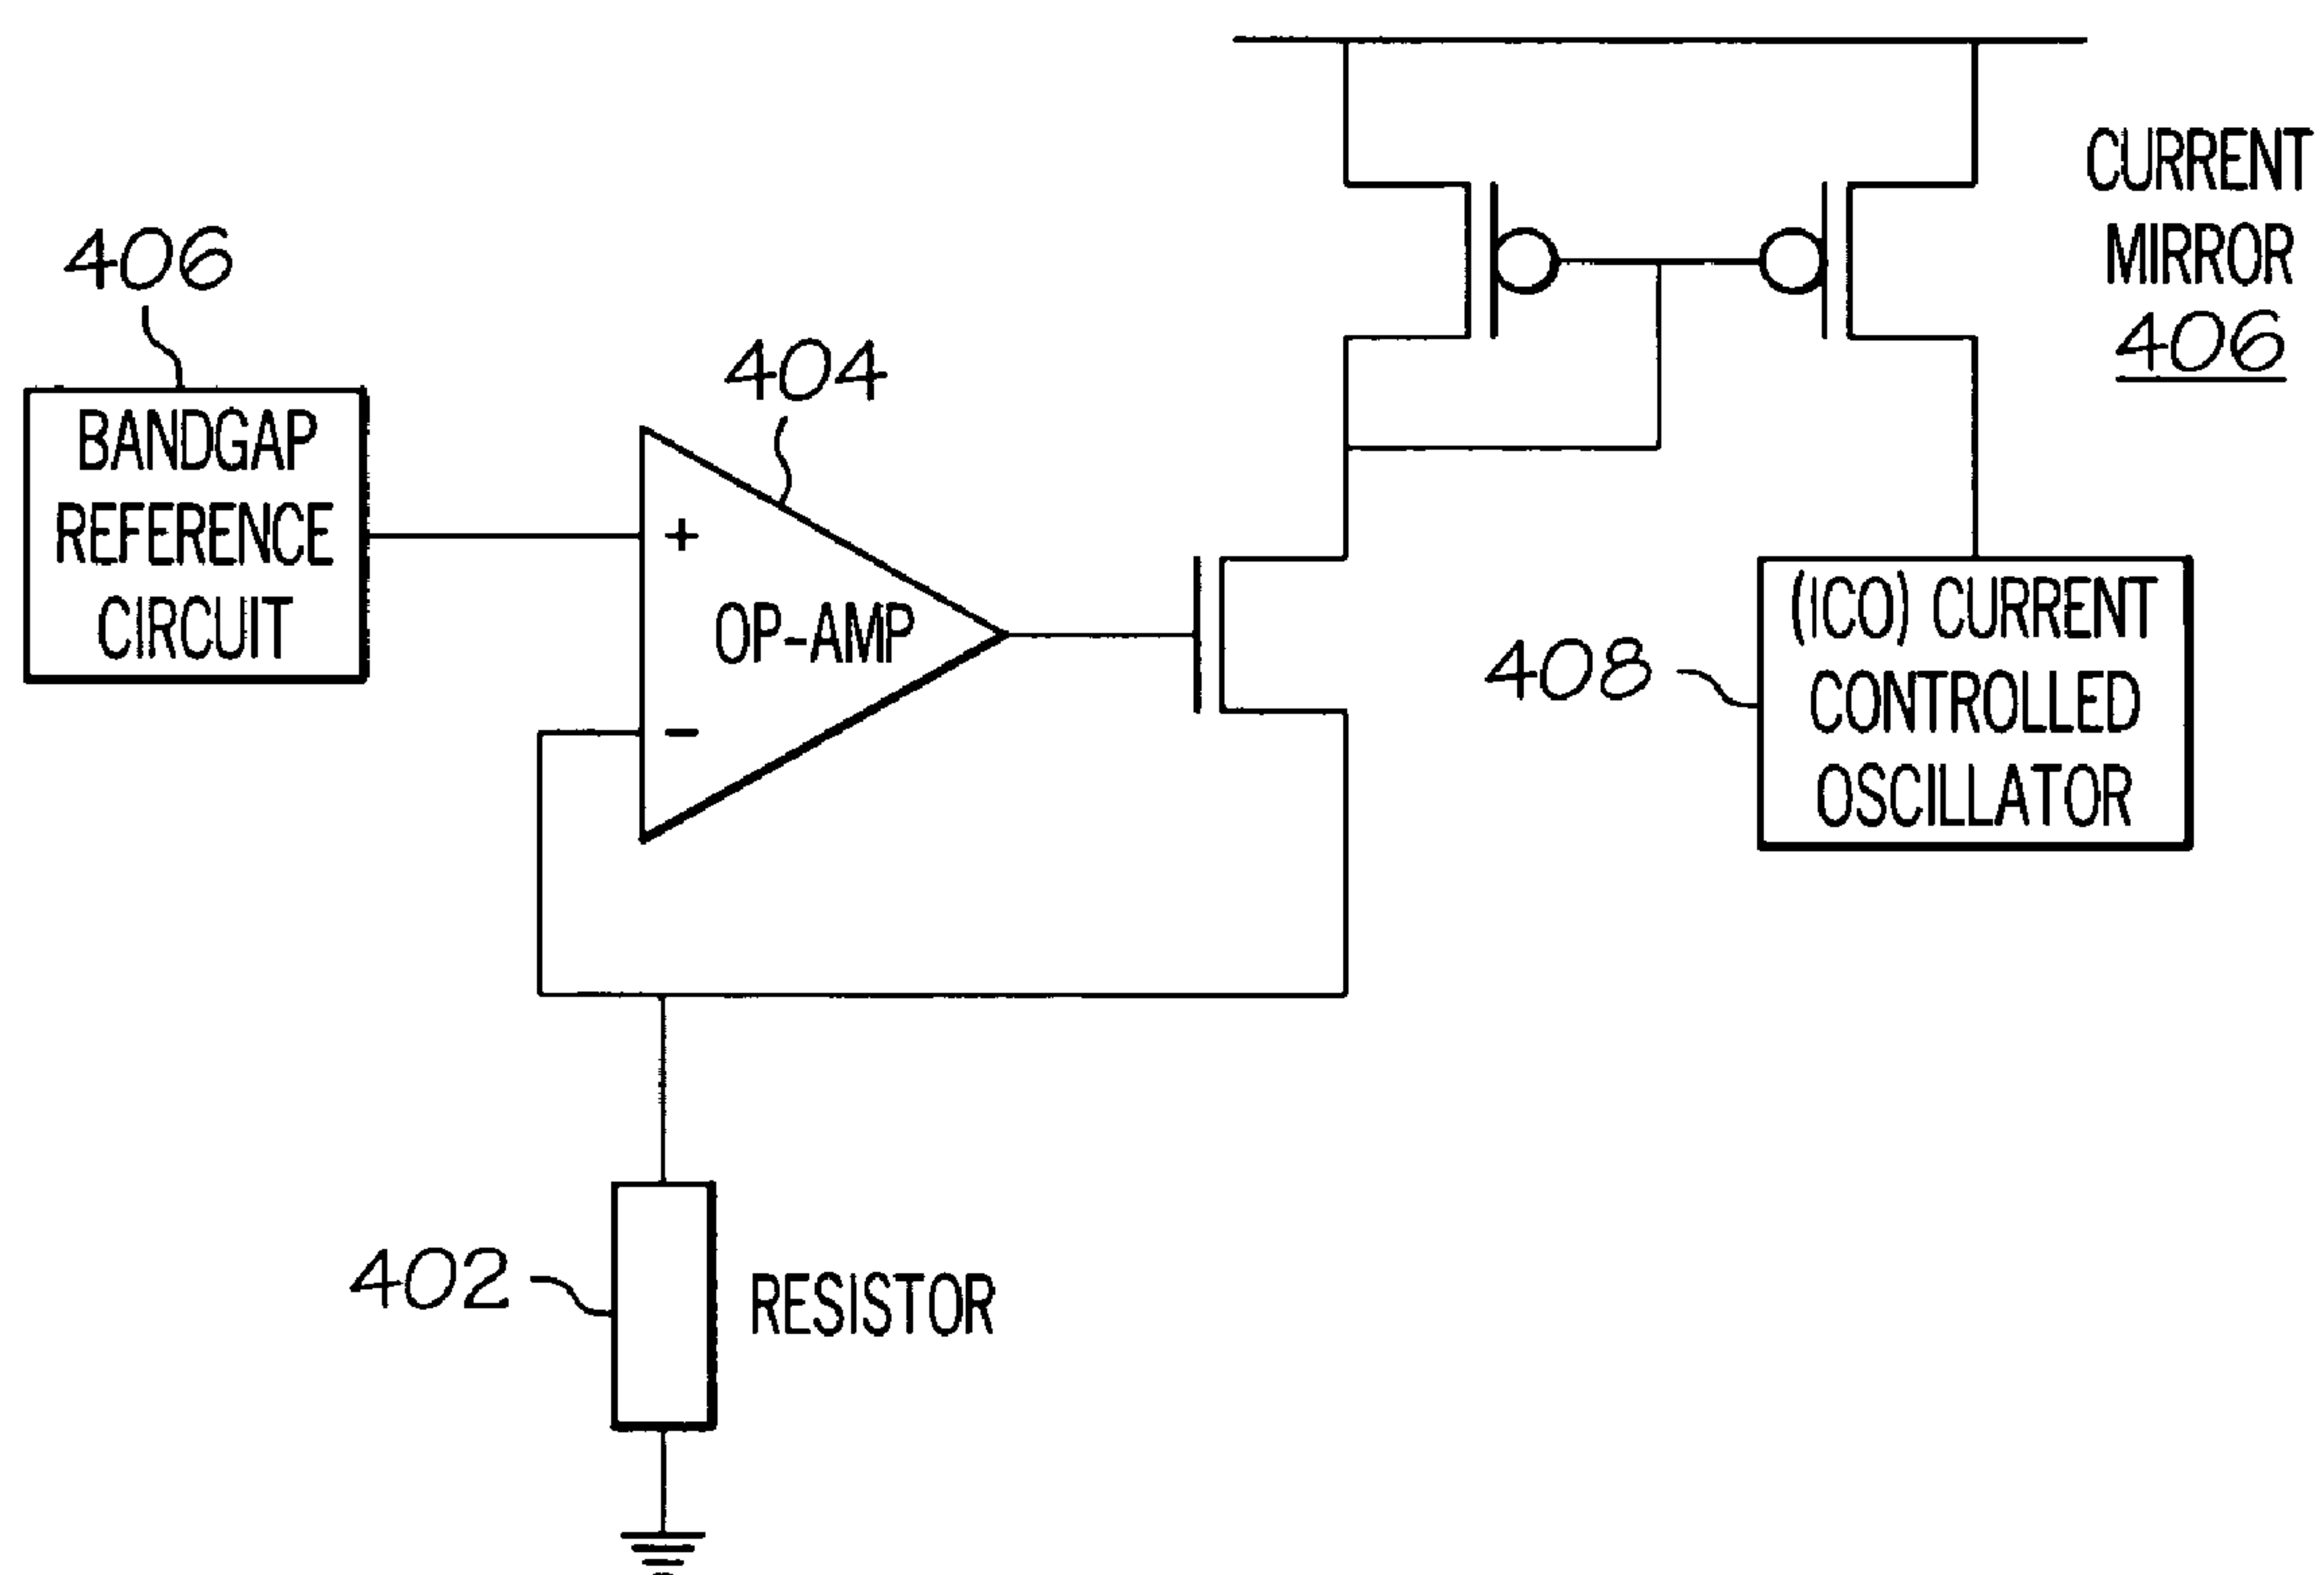 CURRENT
MIRROR
406
406
BANDGAP
REFERENCE
CIRCUIT
404
+
OP-AMP
-
(ICO) CURRENT
CONTROLLED
OSCILLATOR
408
402
RESISTOR